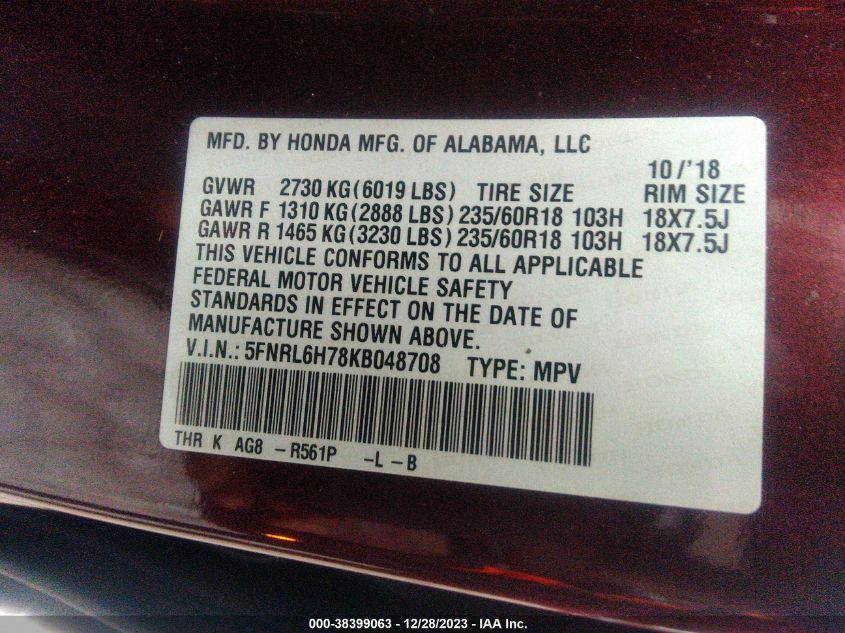 MFD. BY HONDA MFG. OF ALABAMA, LLC
10/'18
GVWR 2730 KG(6019 LBS) TIRE SIZE RIM SIZE
GAWR F 1310 KG(2888 LBS) 235/60R18 103H 18X7.5J
GAWR R 1465 KG(3230 LBS) 235/60R18 103H 18X7.5J
THIS VEHICLE CONFORMS TO ALL APPLICABLE
FEDERAL MOTOR VEHICLE SAFETY
STANDARDS IN EFFECT ON THE DATE OF
MANUFACTURE SHOWN ABOVE.
V.I.N.: 5FNRL6H78KB048708 TYPE: MPV
THR K AG8 -R561P -L -B
000-38399063 - 12/28/2023 - IAA Inc.